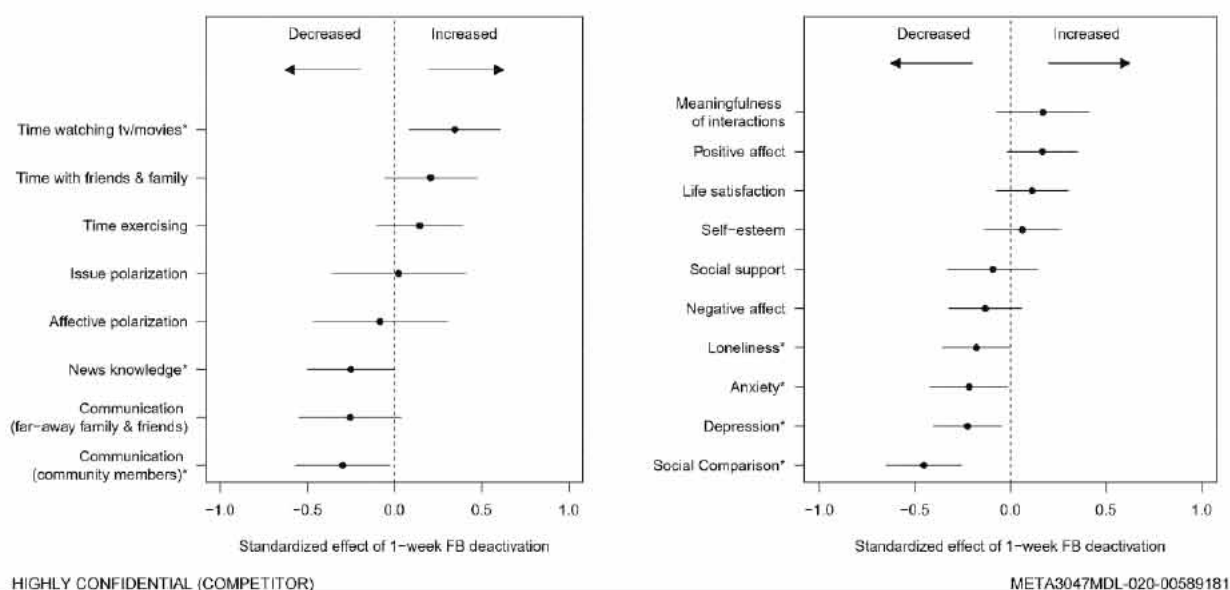 Decreased
Increased
Time watching tv/movies*
Time with friends & family
Time exercising
Issue polarization
Affective polarization
News knowledge*
Communication
(far−away family & friends)
Communication
(community members)*
−1.0
−0.5
0.0
0.5
1.0
Standardized effect of 1−week FB deactivation
Decreased
Increased
Meaningfulness
of interactions
Positive affect
Life satisfaction
Self−esteem
Social support
Negative affect
Loneliness*
Anxiety*
Depression*
Social Comparison*
−1.0
−0.5
0.0
0.5
1.0
Standardized effect of 1−week FB deactivation
HIGHLY CONFIDENTIAL (COMPETITOR)
META3047MDL-020-00589181